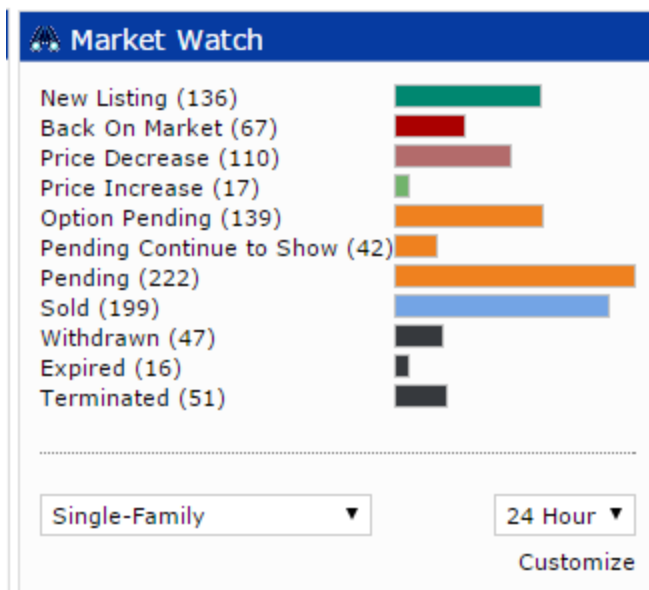 Market Watch
New Listing (136)
Back On Market (67)
Price Decrease (110)
Price Increase (17)
Option Pending (139)
Pending Continue to Show (42)
Pending (222)
Sold (199)
Withdrawn (47)
Expired (16)
Terminated (51)
Single-Family 24 Hour
Customize